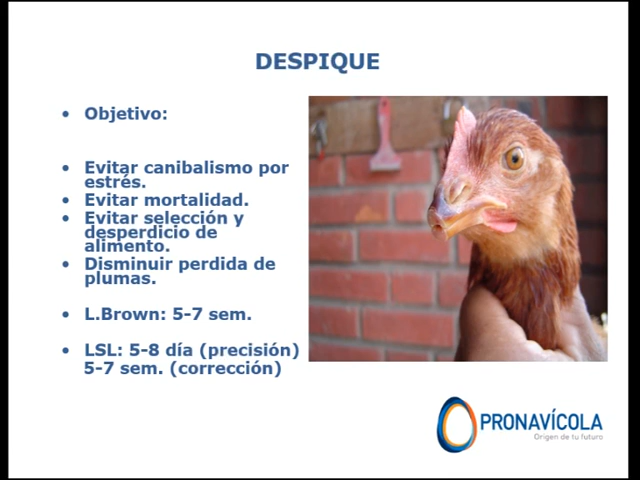 DESPIQUE
• Objetivo:
• Evitar canibalismo por
estrés.
• Evitar mortalidad.
• Evitar selección y
desperdicio de
alimento.
• Disminuir perdida de
plumas.
• L.Brown: 5-7 sem.
• LSL: 5-8 día (precisión)
5-7 sem. (corrección)
PRONAVÍCOLA
Origen de tu futuro